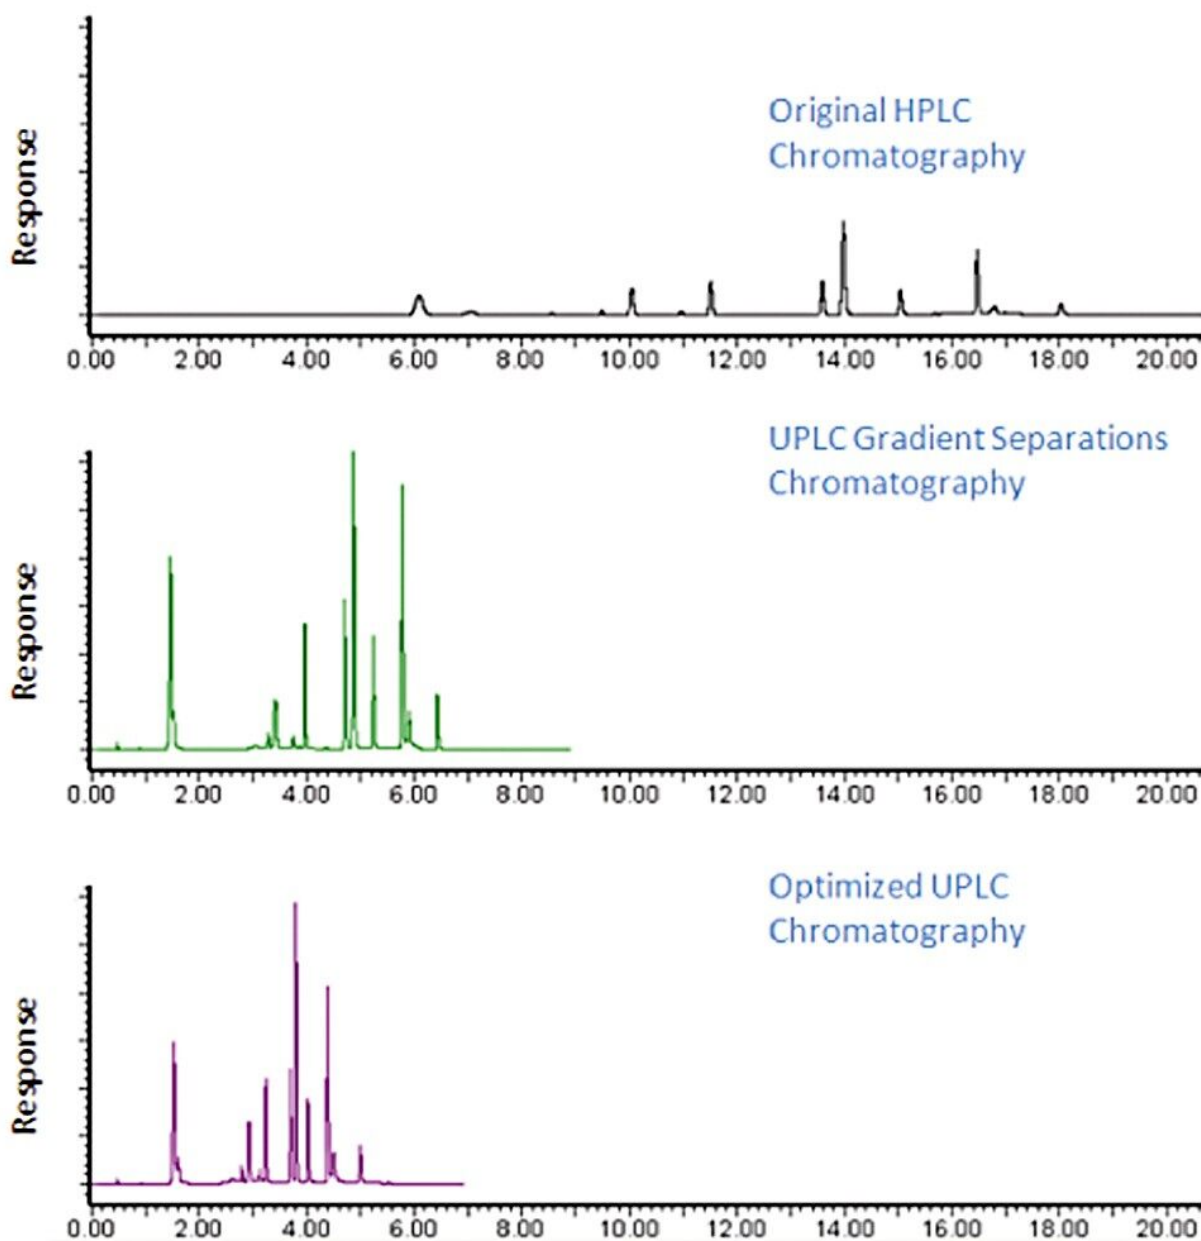 Response
Original HPLC
Chromatography
0.00 2.00 4.00 6.00 8.00 10.00 12.00 14.00 16.00 18.00 20.00
Response
UPLC Gradient Separations
Chromatography
0.00 2.00 4.00 6.00 8.00 10.00 12.00 14.00 16.00 18.00 20.00
Response
Optimized UPLC
Chromatography
0.00 2.00 4.00 6.00 8.00 10.00 12.00 14.00 16.00 18.00 20.00